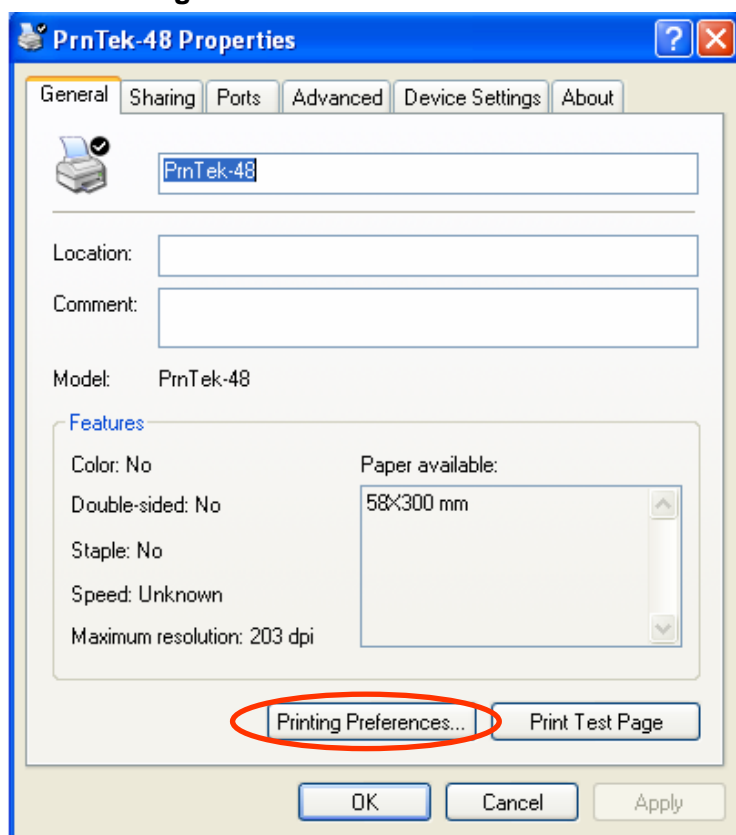 PrnTek-48 Properties
General Sharing Ports Advanced Device Settings About
PrnTek-48
Location:
Comment:
Model: PrnTek-48
Features
Color: No
Double-sided: No
Staple: No
Speed: Unknown
Maximum resolution: 203 dpi
Paper available:
58X300 mm
Printing Preferences... Print Test Page
OK Cancel Apply